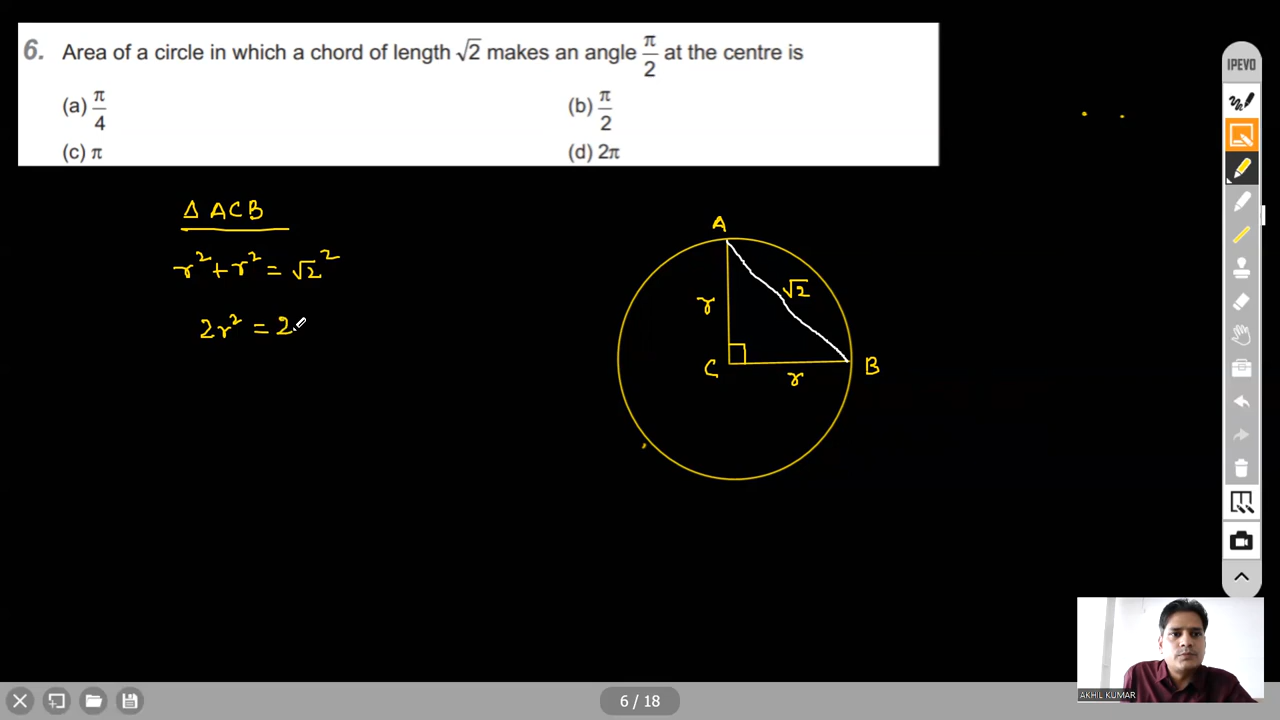 6. Area of a circle in which a chord of length √2 makes an angle π/2 at the centre is
(a) π/4
(b) π/2
(c) π
(d) 2π
Δ ACB
r² + r² = √2²
2r² = 2
A
√2
r
C
r
B
IPEVO
6 / 18
AKHIL KUMAR